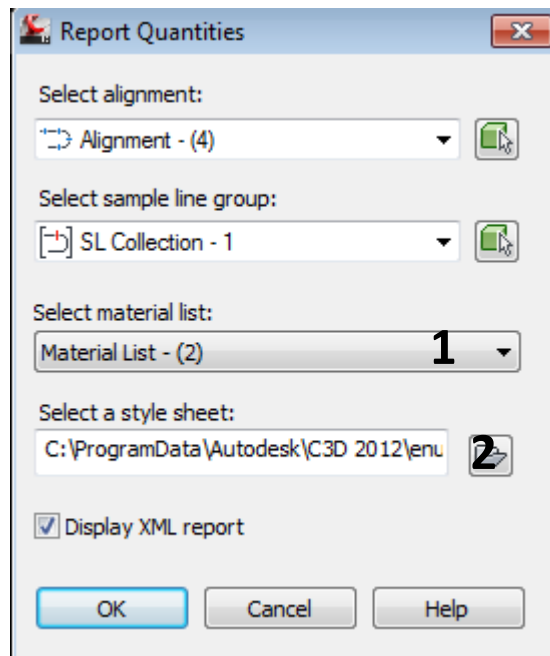 Report Quantities
Select alignment:
Alignment - (4)
Select sample line group:
SL Collection - 1
Select material list:
Material List - (2) 1
Select a style sheet:
C:\ProgramData\Autodesk\C3D 2012\enu 2
Display XML report
OK Cancel Help